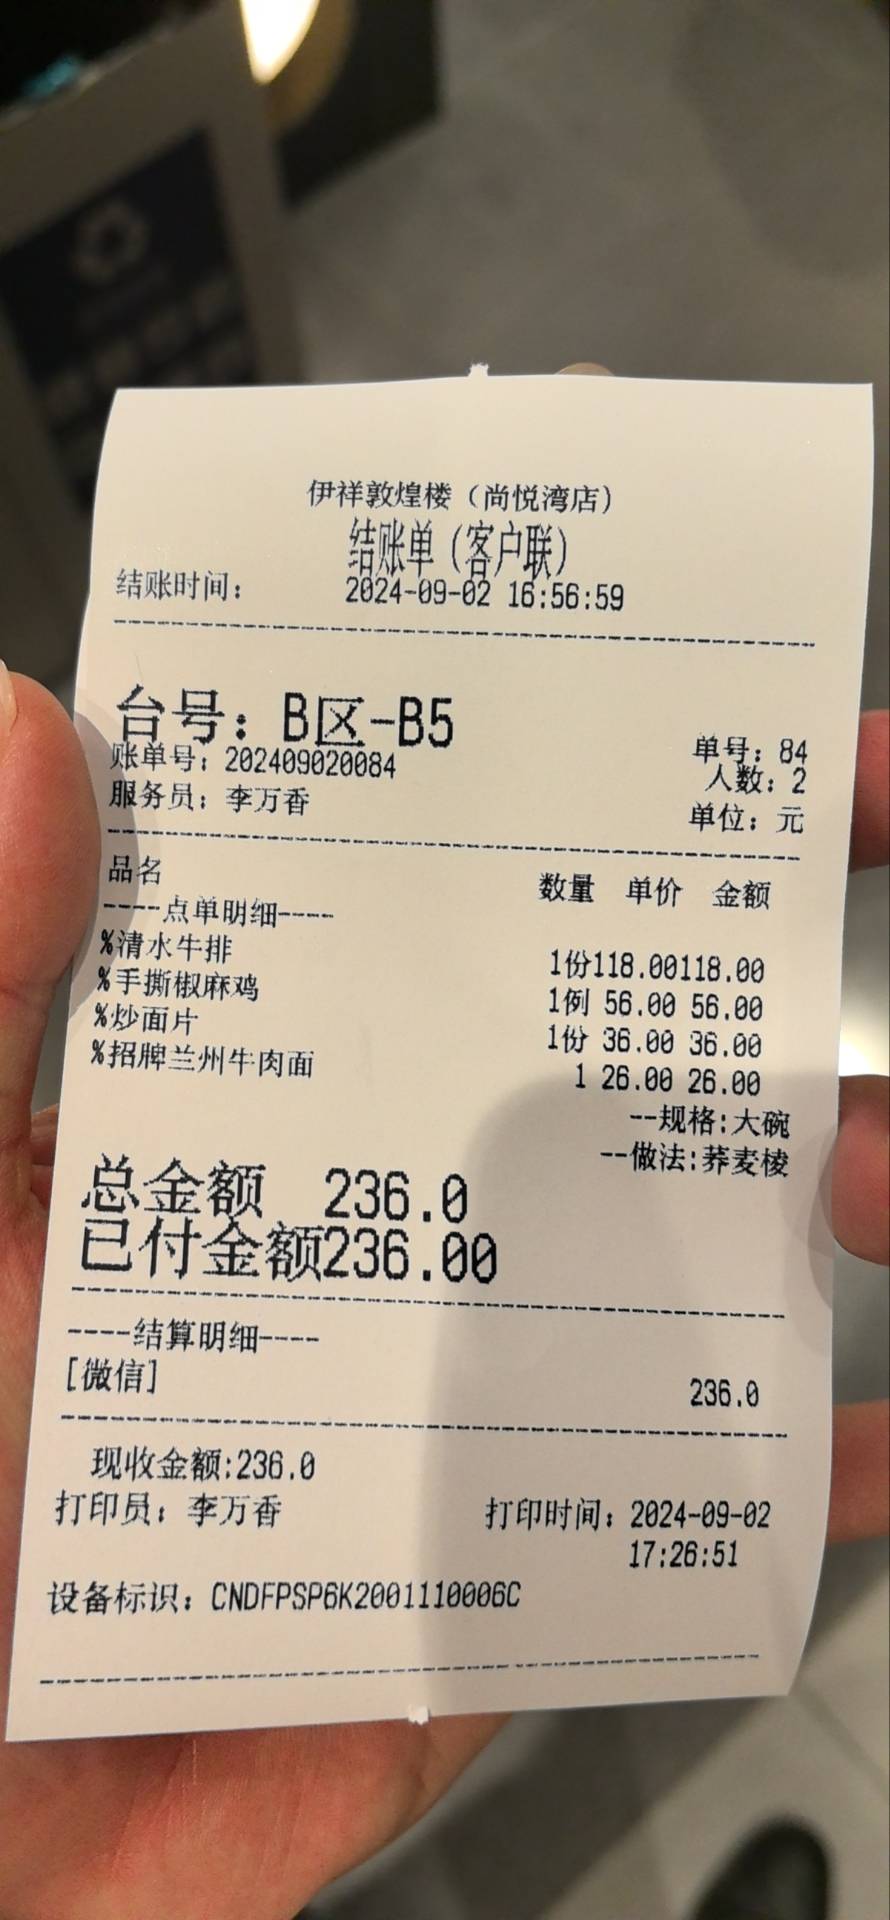 伊祥敦煌楼（尚悦湾店）
结账单（客户联）
结账时间： 2024-09-02 16:56:59
台号：B区-B5
账单号：202409020084 单号：84
人数：2
服务员：李万香 单位：元
品名 数量 单价 金额
----点单明细----
%清水牛排 1份118.00118.00
%手撕椒麻鸡 1例 56.00 56.00
%炒面片 1份 36.00 36.00
%招牌兰州牛肉面 1 26.00 26.00
--规格:大碗
--做法:荞麦棱
总金额 236.0
已付金额236.00
----结算明细----
[微信] 236.0
现收金额:236.0
打印员：李万香 打印时间：2024-09-02
17:26:51
设备标识：CNDFPSP6K2001110006C